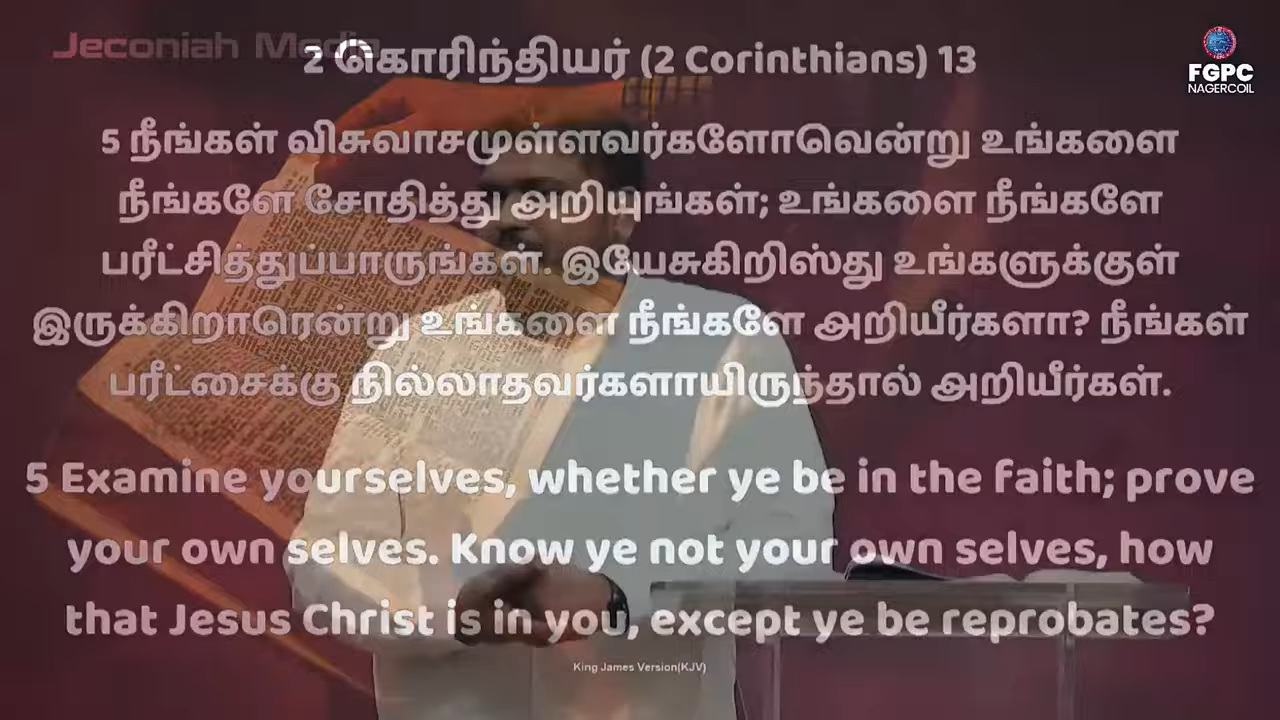 Jeconiah Media
2 கொரிந்தியர் (2 Corinthians) 13
FGPC
NAGERCOIL
5 நீங்கள் விசுவாசமுள்ளவர்களோவென்று உங்களை
நீங்களே சோதித்து அறியுங்கள்; உங்களை நீங்களே
பரீட்சித்துப்பாருங்கள். இயேசுகிறிஸ்து உங்களுக்குள்
இருக்கிறாரென்று உங்களை நீங்களே அறியீர்களா? நீங்கள்
பரீட்சைக்கு நில்லாதவர்களாயிருந்தால் அறியீர்கள்.
5 Examine yourselves, whether ye be in the faith; prove
your own selves. Know ye not your own selves, how
that Jesus Christ is in you, except ye be reprobates?
King James Version(KJV)